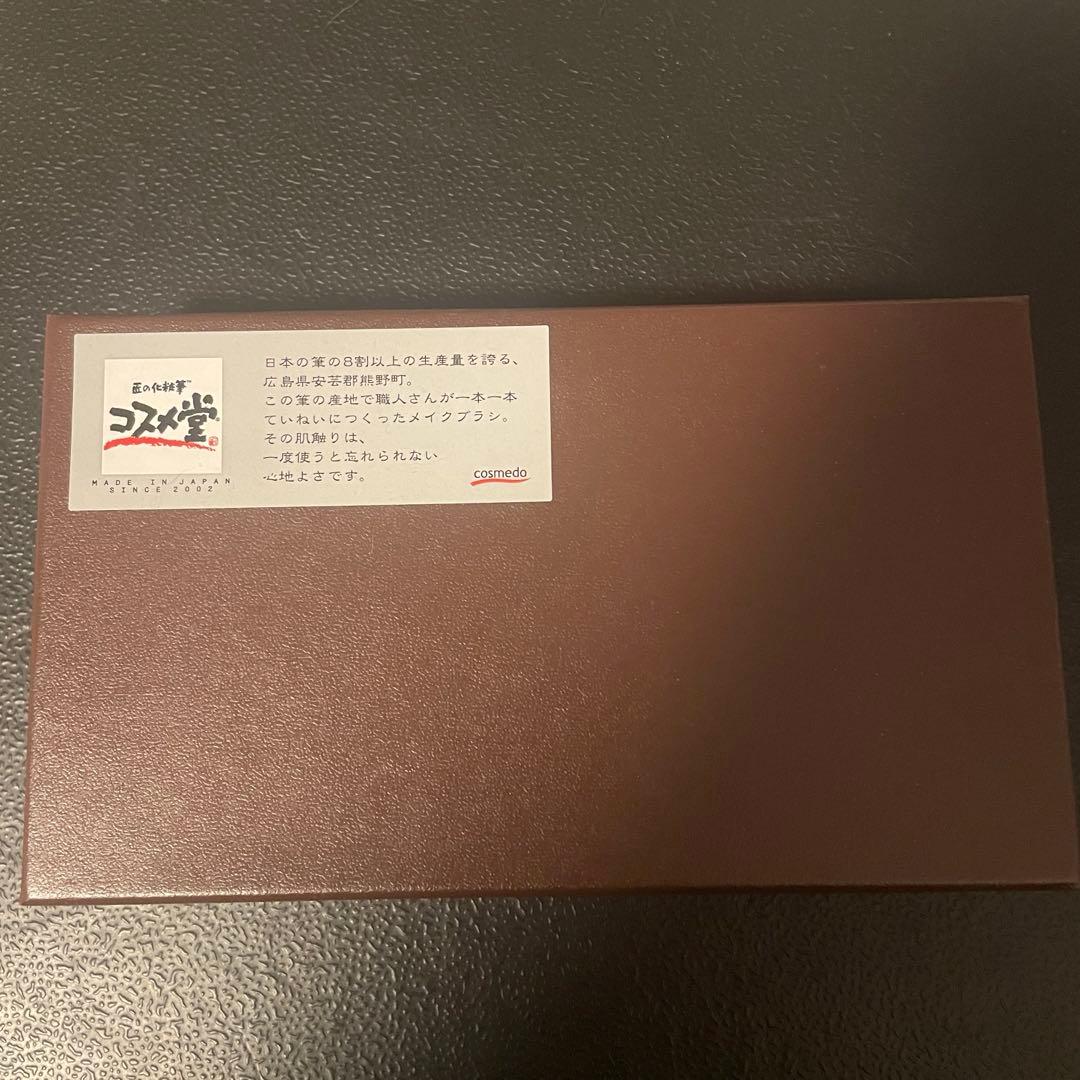 匠の化粧筆™
コスメ堂®
MADE IN JAPAN
SINCE 2002
日本の筆の8割以上の生産量を誇る、
広島県安芸郡熊野町。
この筆の産地で職人さんが一本一本
ていねいにつくったメイクブラシ。
その肌触りは、
一度使うと忘れられない
心地よさです。
cosmedo